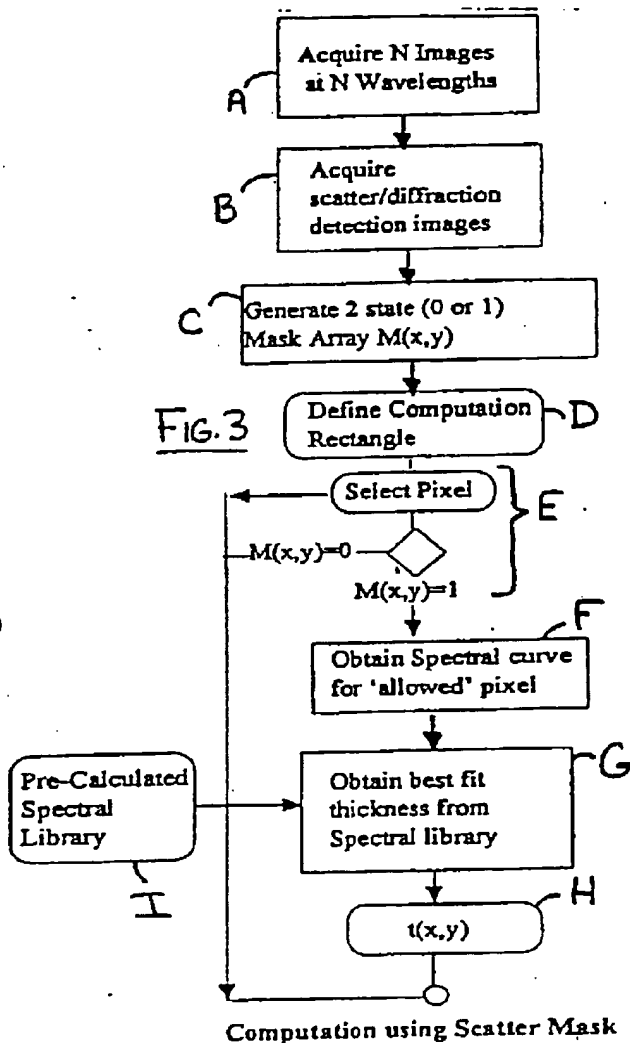 Acquire N Images
at N Wavelengths
A
Acquire
scatter/diffraction
detection images
B
Generate 2 state (0 or 1)
Mask Array M(x,y)
C
Define Computation
Rectangle
D
FIG. 3
Select Pixel
E
M(x,y)=0
M(x,y)=1
F
Obtain Spectral curve
for 'allowed' pixel
G
Pre-Calculated
Spectral
Library
Obtain best fit
thickness from
Spectral library
I
H
t(x,y)
Computation using Scatter Mask